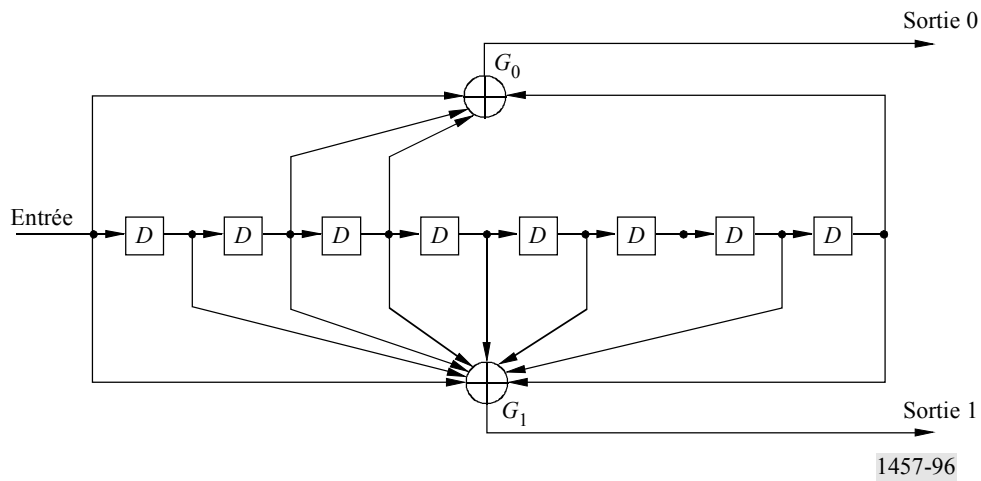 Sortie 0
G0
Entrée
D D D D D D D D
G1
Sortie 1
1457-96